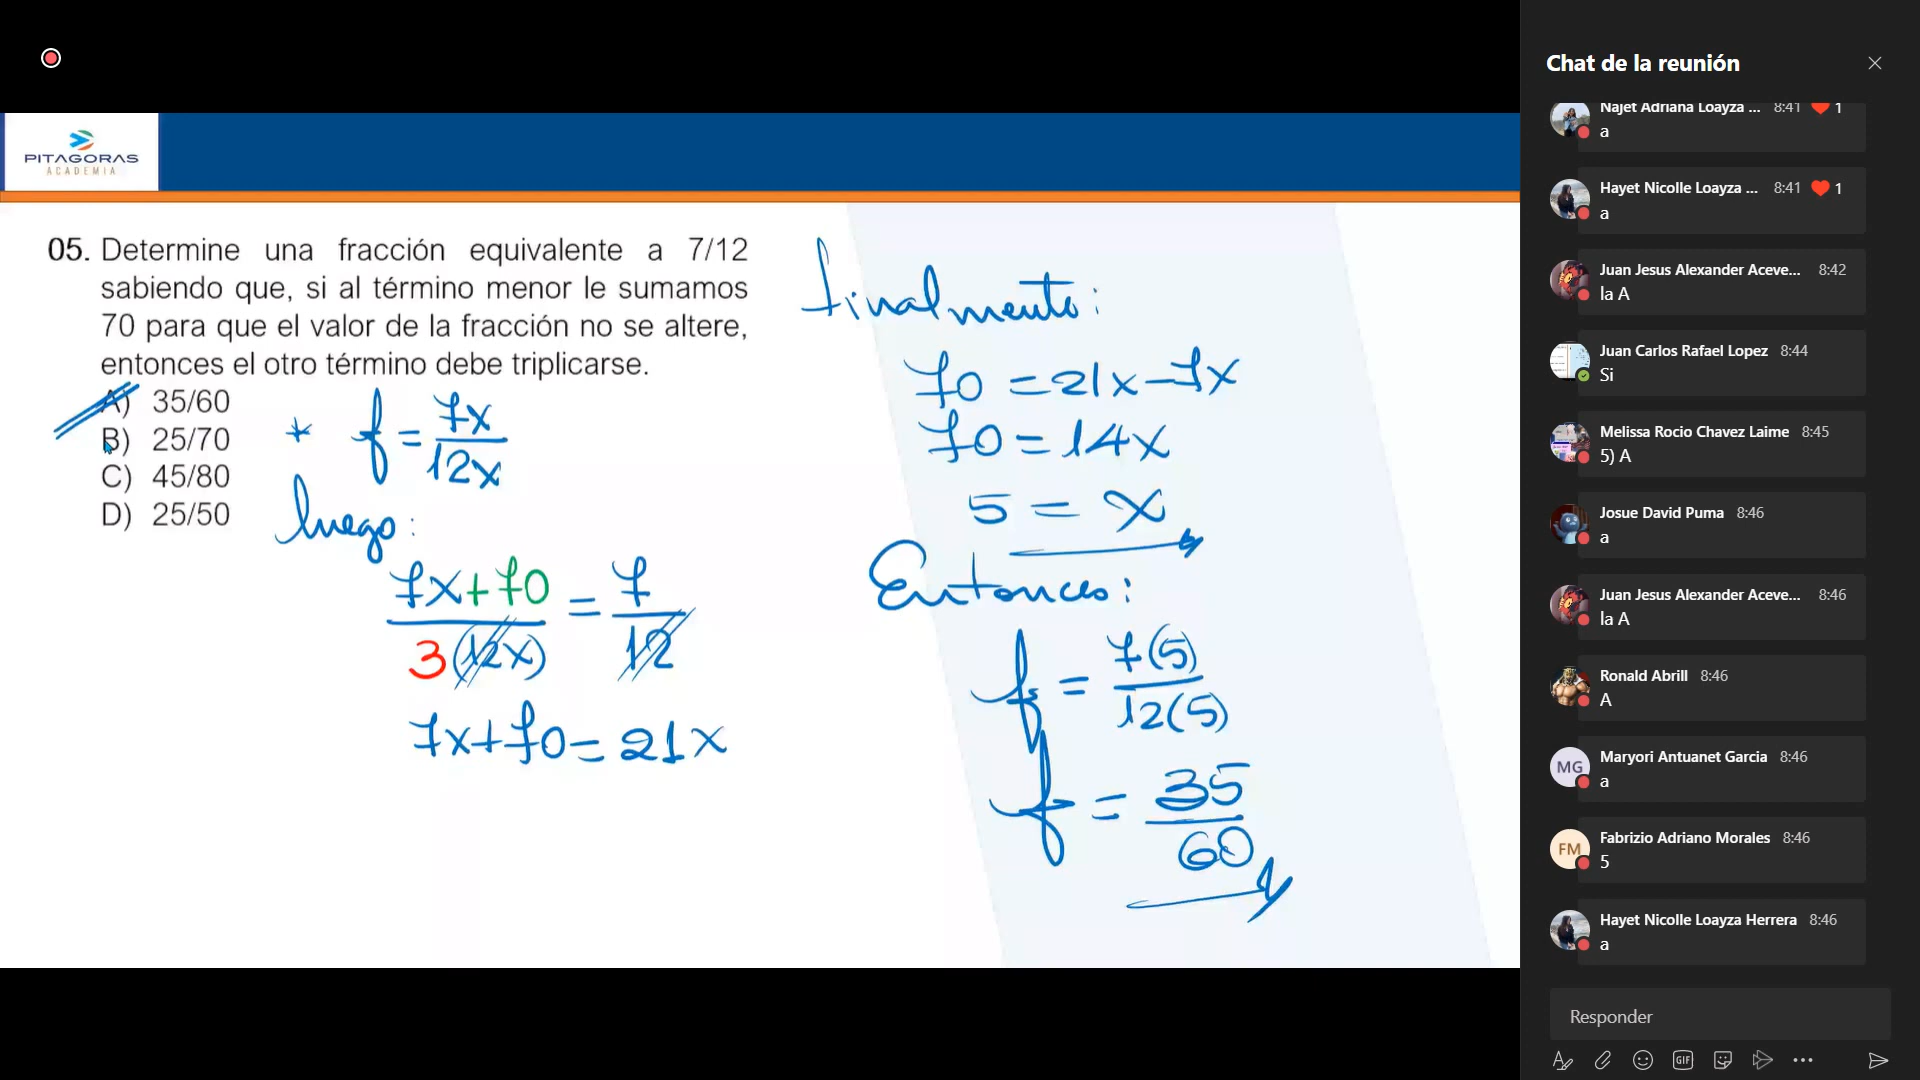 PITAGORAS
ACADEMIA
05. Determine una fracción equivalente a 7/12
sabiendo que, si al término menor le sumamos
70 para que el valor de la fracción no se altere,
entonces el otro término debe triplicarse.
A) 35/60
B) 25/70
C) 45/80
D) 25/50
* f = 7x
12x
luego:
7x+70 = 7
3(12x) 12
7x+70=21x
finalmente:
70 =21x-7x
70=14x
5 = x
Entonces:
f = 7(5)
12(5)
f = 35
60
Chat de la reunión
Najet Adriana Loayza ... 8:41 1
a
Hayet Nicolle Loayza ... 8:41 1
a
Juan Jesus Alexander Aceve... 8:42
la A
Juan Carlos Rafael Lopez 8:44
Si
Melissa Rocio Chavez Laime 8:45
5) A
Josue David Puma 8:46
a
Juan Jesus Alexander Aceve... 8:46
la A
Ronald Abrill 8:46
A
MG
Maryori Antuanet Garcia 8:46
a
FM
Fabrizio Adriano Morales 8:46
5
Hayet Nicolle Loayza Herrera 8:46
a
Responder
GIF